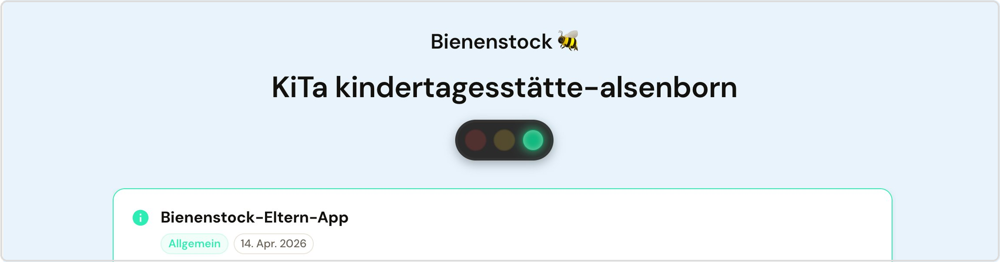 Bienenstock 🐝
KiTa kindertagesstätte-alsenborn
Bienenstock-Eltern-App
Allgemein
14. Apr. 2026